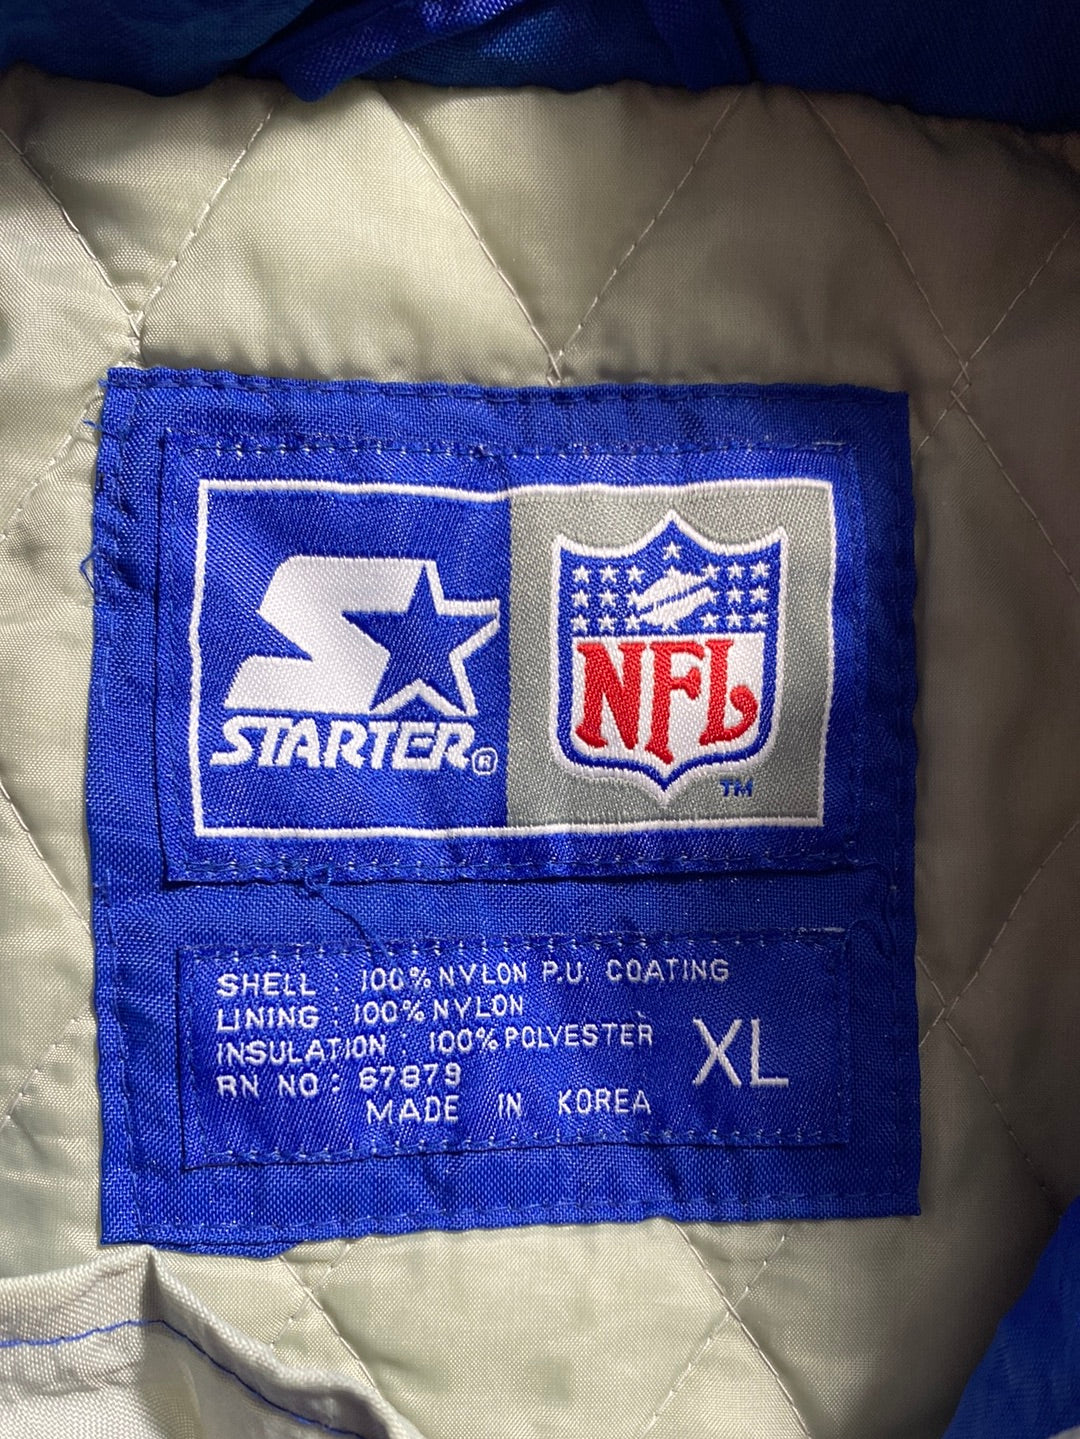 STARTER®
NFL
TM
SHELL : 100% NYLON P.U. COATING
LINING : 100% NYLON
INSULATION : 100% POLYESTER
XL
RN NO : 67879
MADE IN KOREA